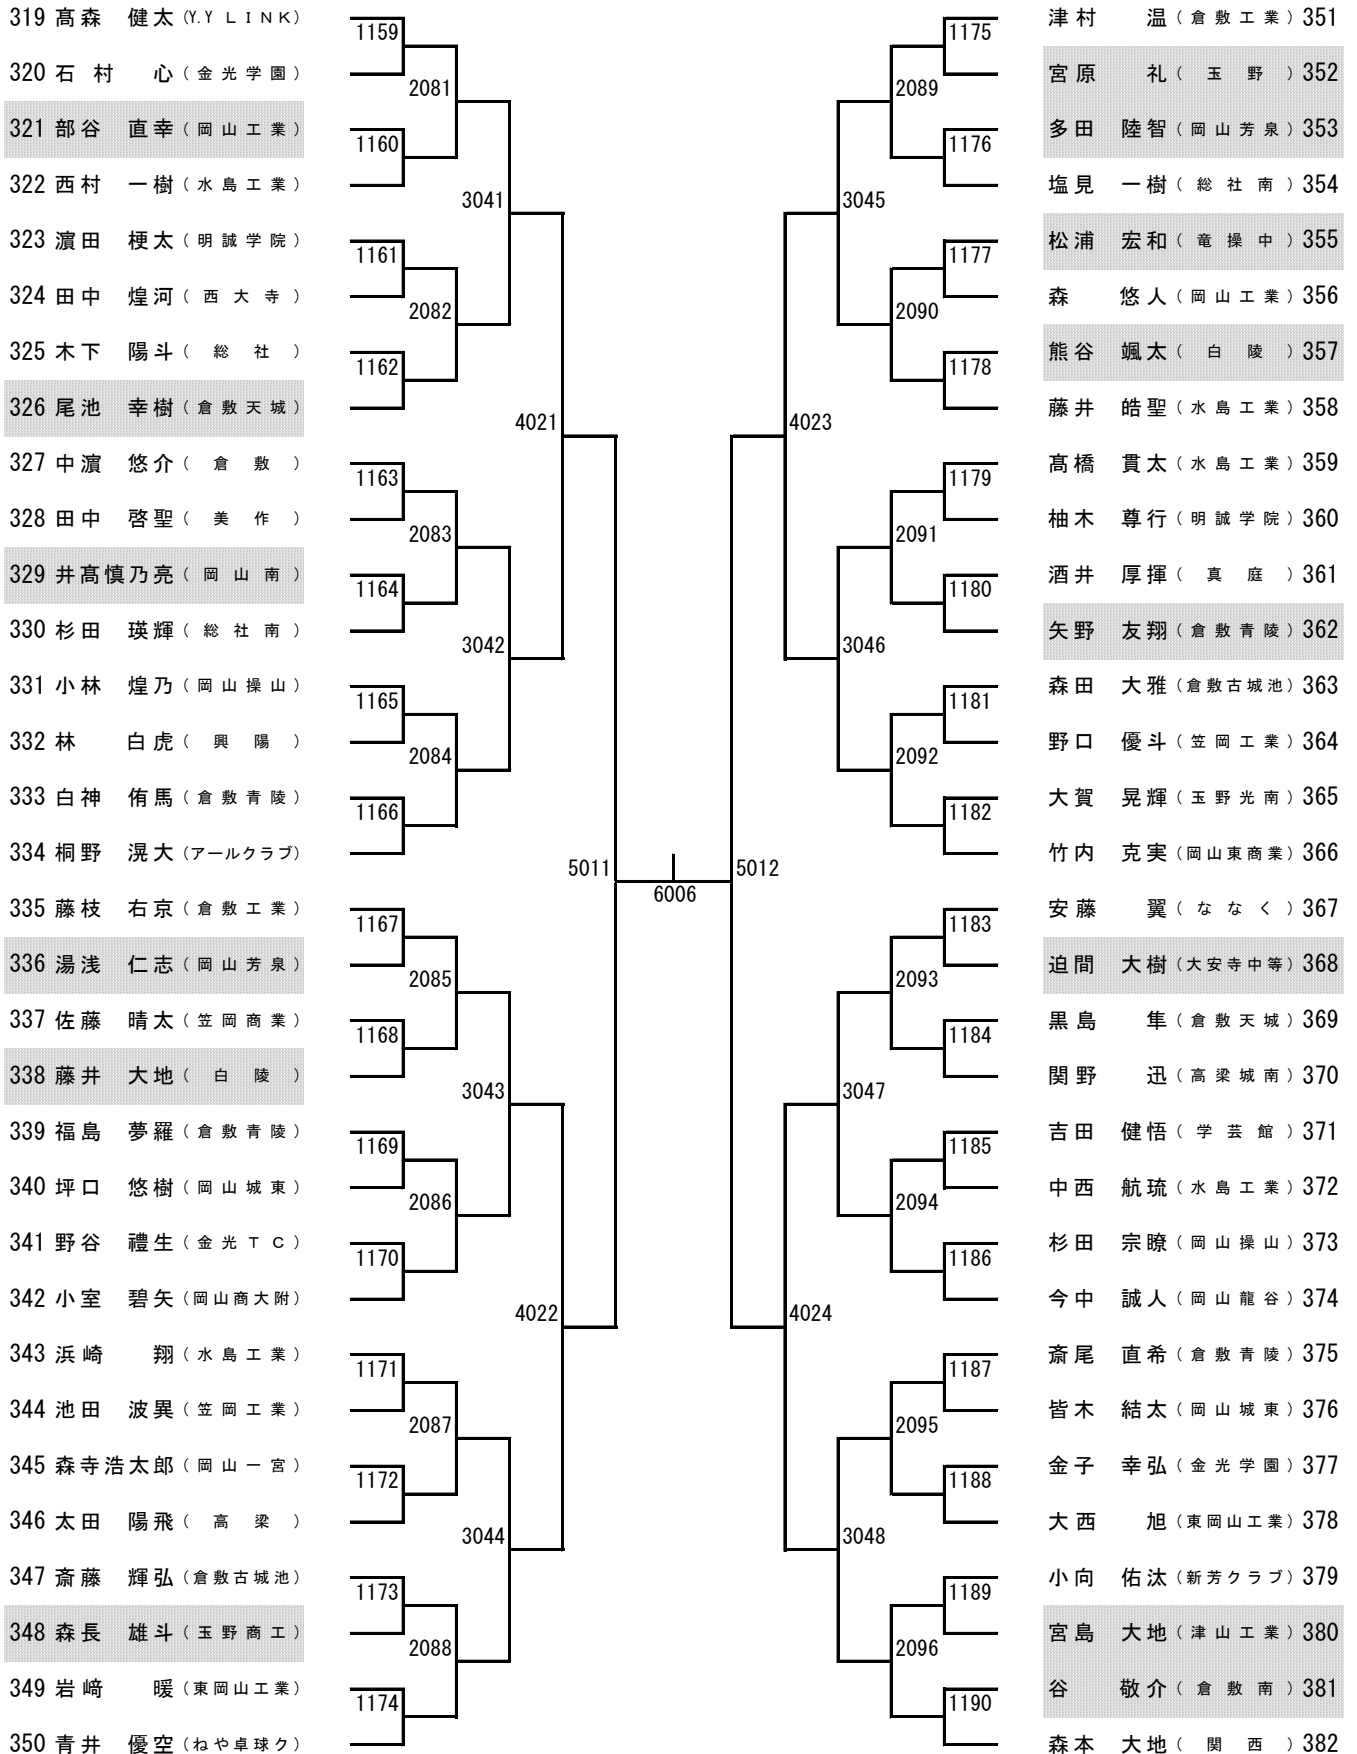 319 髙森 健太 (Y.Y LINK)
1159
320 石村 心 (金光学園)
2081
321 部谷 直幸 (岡山工業)
1160
322 西村 一樹 (水島工業)
3041
323 濵田 梗太 (明誠学院)
1161
324 田中 煌河 (西大寺)
2082
325 木下 陽斗 (総社)
1162
326 尾池 幸樹 (倉敷天城)
4021
327 中濵 悠介 (倉敷)
1163
328 田中 啓聖 (美作)
2083
329 井髙慎乃亮 (岡山南)
1164
330 杉田 瑛輝 (総社南)
3042
331 小林 煌乃 (岡山操山)
1165
332 林 白虎 (興陽)
2084
333 白神 侑馬 (倉敷青陵)
1166
334 桐野 滉大 (アールクラブ)
5011
335 藤枝 右京 (倉敷工業)
1167
336 湯浅 仁志 (岡山芳泉)
2085
337 佐藤 晴太 (笠岡商業)
1168
338 藤井 大地 (白陵)
3043
339 福島 夢羅 (倉敷青陵)
1169
340 坪口 悠樹 (岡山城東)
2086
341 野谷 禮生 (金光TC)
1170
342 小室 碧矢 (岡山商大附)
4022
343 浜崎 翔 (水島工業)
1171
344 池田 波異 (笠岡工業)
2087
345 森寺浩太郎 (岡山一宮)
1172
346 太田 陽飛 (高梁)
3044
347 斎藤 輝弘 (倉敷古城池)
1173
348 森長 雄斗 (玉野商工)
2088
349 岩﨑 暖 (東岡山工業)
1174
350 青井 優空 (ねや卓球ク)
6006
津村 温 (倉敷工業) 351
1175
宮原 礼 (玉野) 352
2089
多田 陸智 (岡山芳泉) 353
1176
塩見 一樹 (総社南) 354
3045
松浦 宏和 (竜操中) 355
1177
森 悠人 (岡山工業) 356
2090
熊谷 颯太 (白陵) 357
1178
藤井 皓聖 (水島工業) 358
4023
髙橋 貫太 (水島工業) 359
1179
柚木 尊行 (明誠学院) 360
2091
酒井 厚揮 (真庭) 361
1180
矢野 友翔 (倉敷青陵) 362
3046
森田 大雅 (倉敷古城池) 363
1181
野口 優斗 (笠岡工業) 364
2092
大賀 晃輝 (玉野光南) 365
1182
竹内 克実 (岡山東商業) 366
5012
安藤 翼 (ななく) 367
1183
迫間 大樹 (大安寺中等) 368
2093
黒島 隼 (倉敷天城) 369
1184
関野 迅 (高梁城南) 370
3047
吉田 健悟 (学芸館) 371
1185
中西 航琉 (水島工業) 372
2094
杉田 宗瞭 (岡山操山) 373
1186
今中 誠人 (岡山龍谷) 374
4024
斎尾 直希 (倉敷青陵) 375
1187
皆木 結太 (岡山城東) 376
2095
金子 幸弘 (金光学園) 377
1188
大西 旭 (東岡山工業) 378
3048
小向 佑汰 (新芳クラブ) 379
1189
宮島 大地 (津山工業) 380
2096
谷 敬介 (倉敷南) 381
1190
森本 大地 (関西) 382